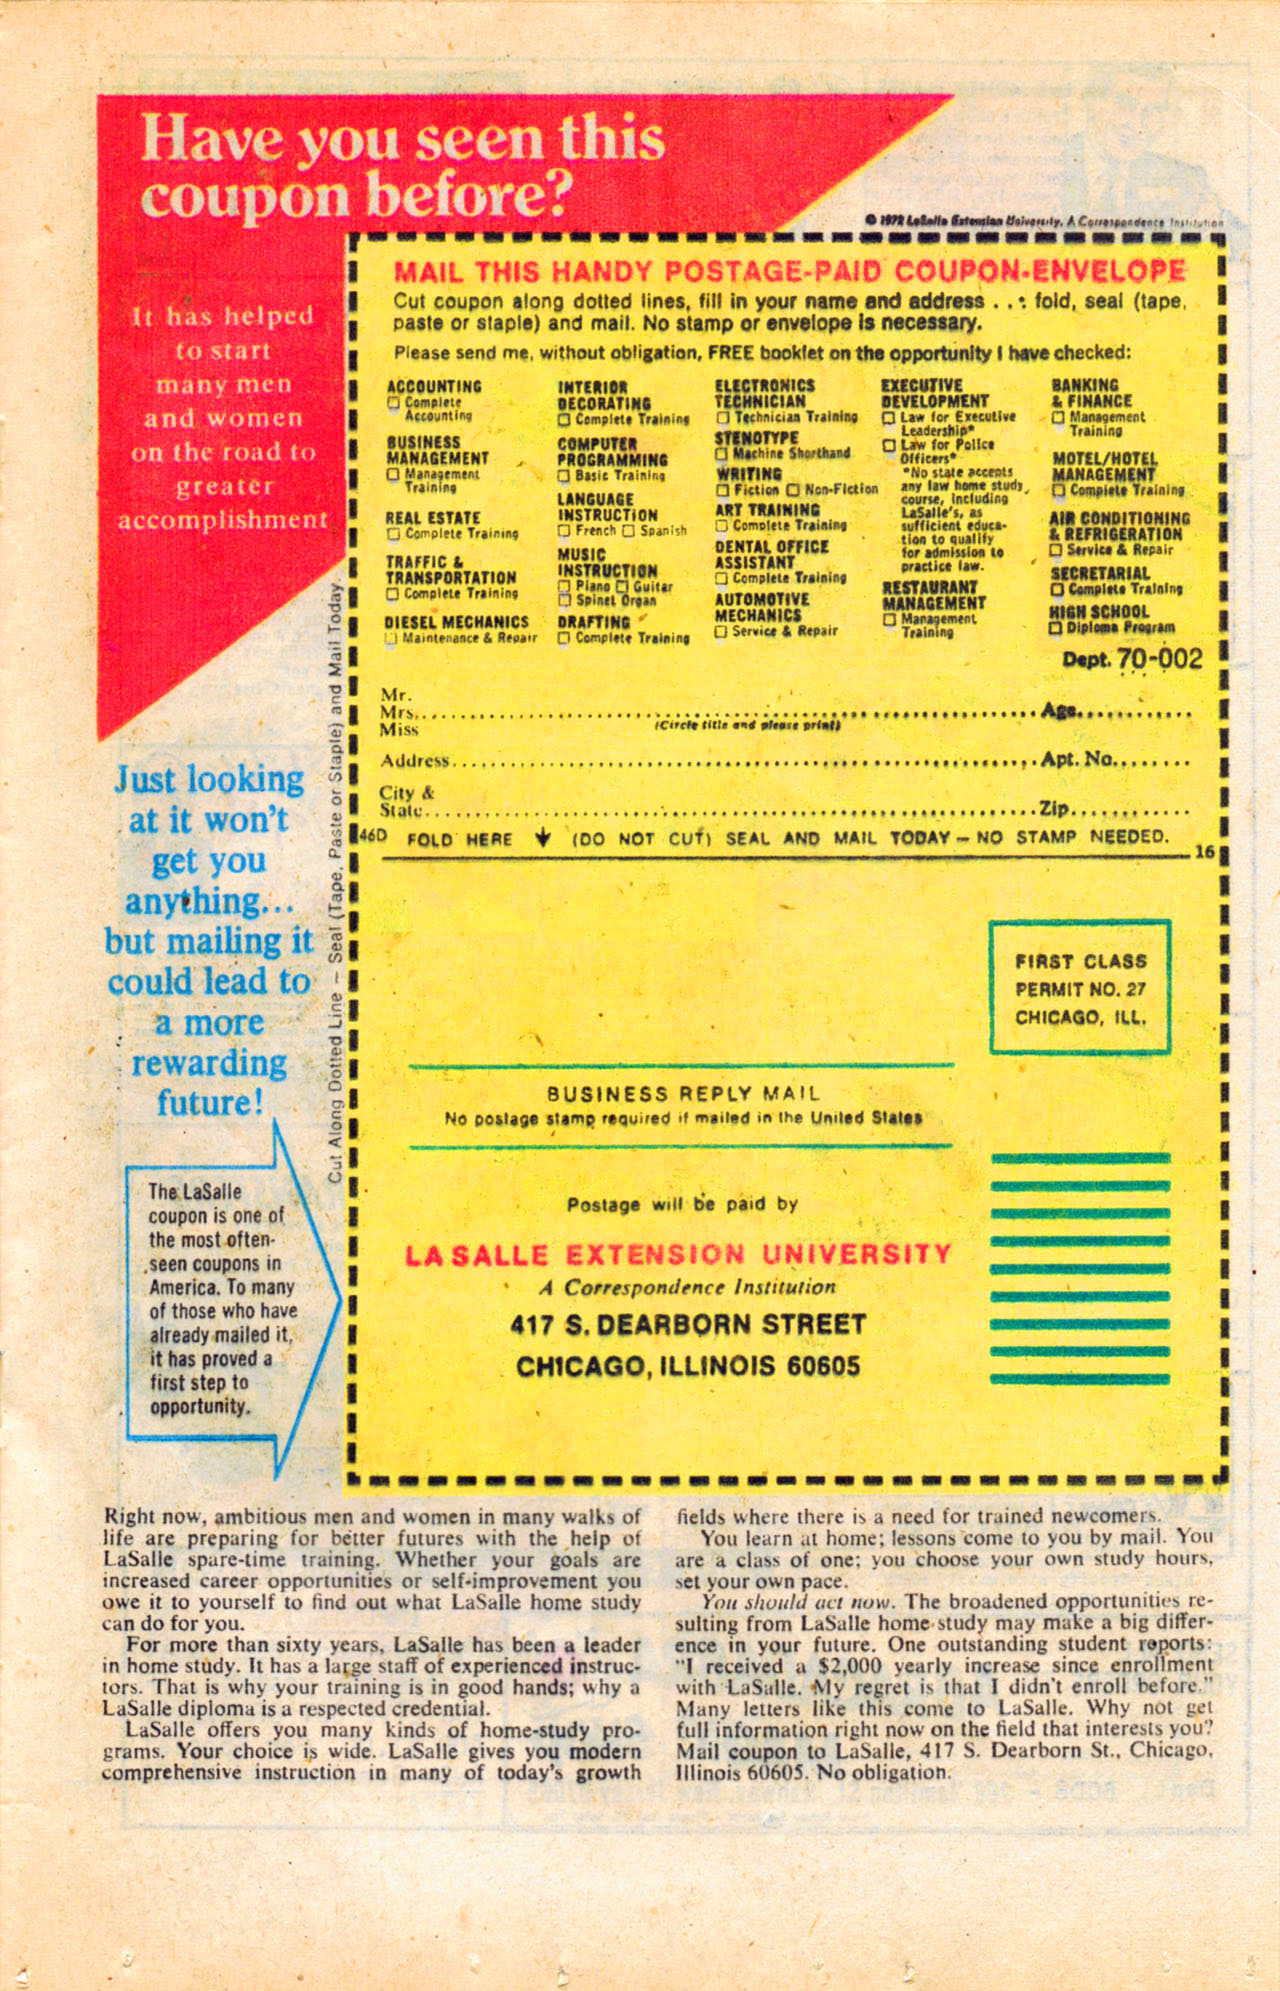 Have you seen this
coupon before?
© 1972 LaSalle Extension University, A Correspondence Institution
It has helped
to start
many men
and women
on the road to
greater
accomplishment
MAIL THIS HANDY POSTAGE-PAID COUPON-ENVELOPE
Cut coupon along dotted lines, fill in your name and address ... fold, seal (tape,
paste or staple) and mail. No stamp or envelope is necessary.
Please send me, without obligation, FREE booklet on the opportunity I have checked:
ACCOUNTING
☐ Complete
Accounting
BUSINESS
MANAGEMENT
☐ Management
Training
REAL ESTATE
☐ Complete Training
TRAFFIC &
TRANSPORTATION
☐ Complete Training
DIESEL MECHANICS
☐ Maintenance & Repair
INTERIOR
DECORATING
☐ Complete Training
COMPUTER
PROGRAMMING
☐ Basic Training
LANGUAGE
INSTRUCTION
☐ French ☐ Spanish
MUSIC
INSTRUCTION
☐ Piano ☐ Guitar
☐ Spinet Organ
DRAFTING
☐ Complete Training
ELECTRONICS
TECHNICIAN
☐ Technician Training
STENOTYPE
☐ Machine Shorthand
WRITING
☐ Fiction ☐ Non-Fiction
ART TRAINING
☐ Complete Training
DENTAL OFFICE
ASSISTANT
☐ Complete Training
AUTOMOTIVE
MECHANICS
☐ Service & Repair
EXECUTIVE
DEVELOPMENT
☐ Law for Executive
Leadership*
☐ Law for Police
Officers*
*No state accepts
any law home study
course, including
LaSalle's, as
sufficient educa-
tion to qualify
for admission to
practice law.
RESTAURANT
MANAGEMENT
☐ Management
Training
BANKING
& FINANCE
☐ Management
Training
MOTEL/HOTEL
MANAGEMENT
☐ Complete Training
AIR CONDITIONING
& REFRIGERATION
☐ Service & Repair
SECRETARIAL
☐ Complete Training
HIGH SCHOOL
☐ Diploma Program
Dept. 70-002
Mr.
Mrs. Age
Miss (Circle title and please print)
Address Apt. No.
City &
State Zip
46D FOLD HERE ↓ (DO NOT CUT) SEAL AND MAIL TODAY — NO STAMP NEEDED.
16
Cut Along Dotted Line — Seal (Tape, Paste or Staple) and Mail Today.
Just looking
at it won't
get you
anything...
but mailing it
could lead to
a more
rewarding
future!
The LaSalle
coupon is one of
the most often-
seen coupons in
America. To many
of those who have
already mailed it,
it has proved a
first step to
opportunity.
FIRST CLASS
PERMIT NO. 27
CHICAGO, ILL.
BUSINESS REPLY MAIL
No postage stamp required if mailed in the United States
Postage will be paid by
LA SALLE EXTENSION UNIVERSITY
A Correspondence Institution
417 S. DEARBORN STREET
CHICAGO, ILLINOIS 60605
Right now, ambitious men and women in many walks of
life are preparing for better futures with the help of
LaSalle spare-time training. Whether your goals are
increased career opportunities or self-improvement you
owe it to yourself to find out what LaSalle home study
can do for you.
For more than sixty years, LaSalle has been a leader
in home study. It has a large staff of experienced instruc-
tors. That is why your training is in good hands; why a
LaSalle diploma is a respected credential.
LaSalle offers you many kinds of home-study pro-
grams. Your choice is wide. LaSalle gives you modern
comprehensive instruction in many of today's growth
fields where there is a need for trained newcomers.
You learn at home; lessons come to you by mail. You
are a class of one; you choose your own study hours,
set your own pace.
You should act now. The broadened opportunities re-
sulting from LaSalle home study may make a big differ-
ence in your future. One outstanding student reports:
"I received a $2,000 yearly increase since enrollment
with LaSalle. My regret is that I didn't enroll before."
Many letters like this come to LaSalle. Why not get
full information right now on the field that interests you?
Mail coupon to LaSalle, 417 S. Dearborn St., Chicago,
Illinois 60605. No obligation.